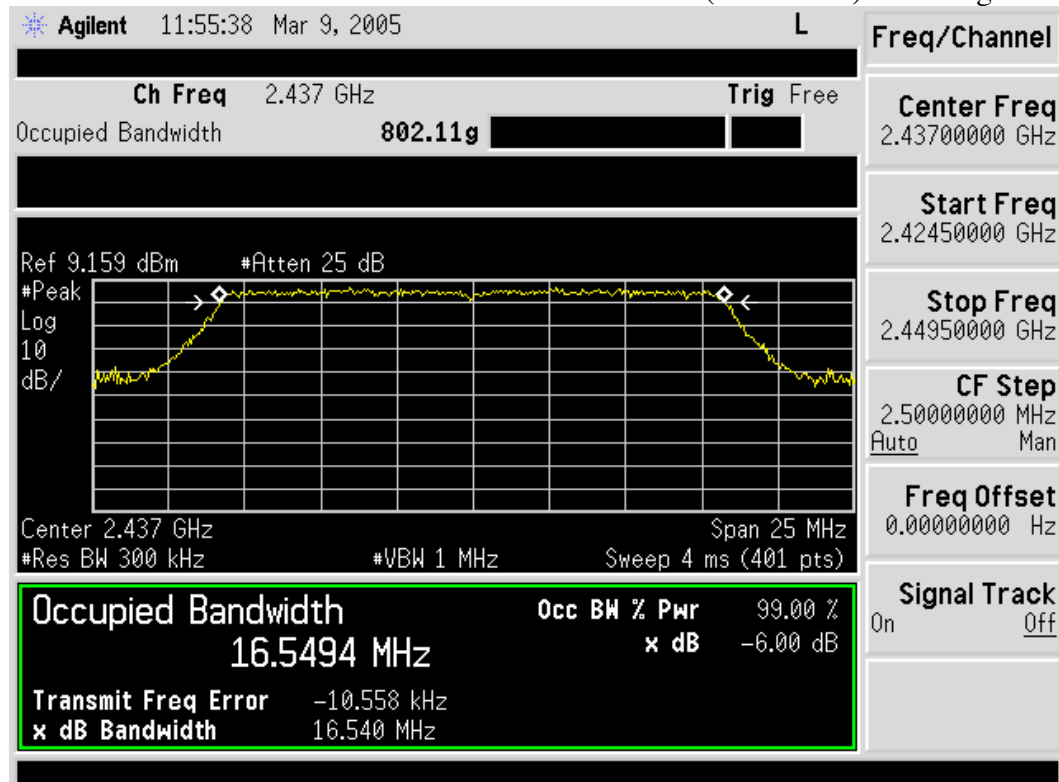 Agilent 11:55:38 Mar 9, 2005 L
Freq/Channel
Ch Freq 2.437 GHz Trig Free
Occupied Bandwidth 802.11g
Center Freq
2.43700000 GHz
Start Freq
2.42450000 GHz
Ref 9.159 dBm #Atten 25 dB
#Peak
Log
10
dB/
Stop Freq
2.44950000 GHz
CF Step
2.50000000 MHz
Auto Man
Freq Offset
0.00000000 Hz
Center 2.437 GHz Span 25 MHz
#Res BW 300 kHz #VBW 1 MHz Sweep 4 ms (401 pts)
Signal Track
On Off
Occupied Bandwidth Occ BW % Pwr 99.00 %
16.5494 MHz x dB -6.00 dB
Transmit Freq Error -10.558 kHz
x dB Bandwidth 16.540 MHz